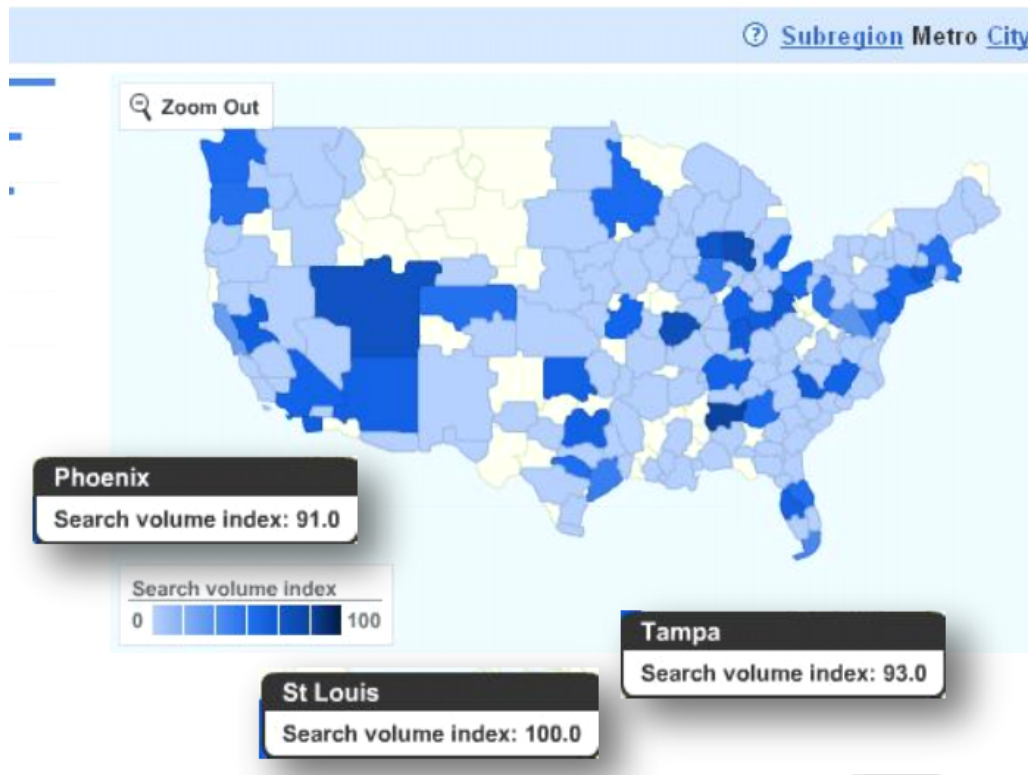 ? Subregion Metro City
Zoom Out
Phoenix
Search volume index: 91.0
Search volume index
0 100
Tampa
Search volume index: 93.0
St Louis
Search volume index: 100.0